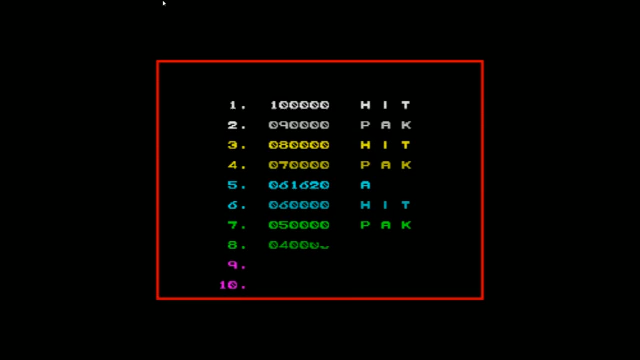 1. 100000 H I T
2. 090000 P A K
3. 080000 H I T
4. 070000 P A K
5. 061620 A
6. 060000 H I T
7. 050000 P A K
8.
9.
10.